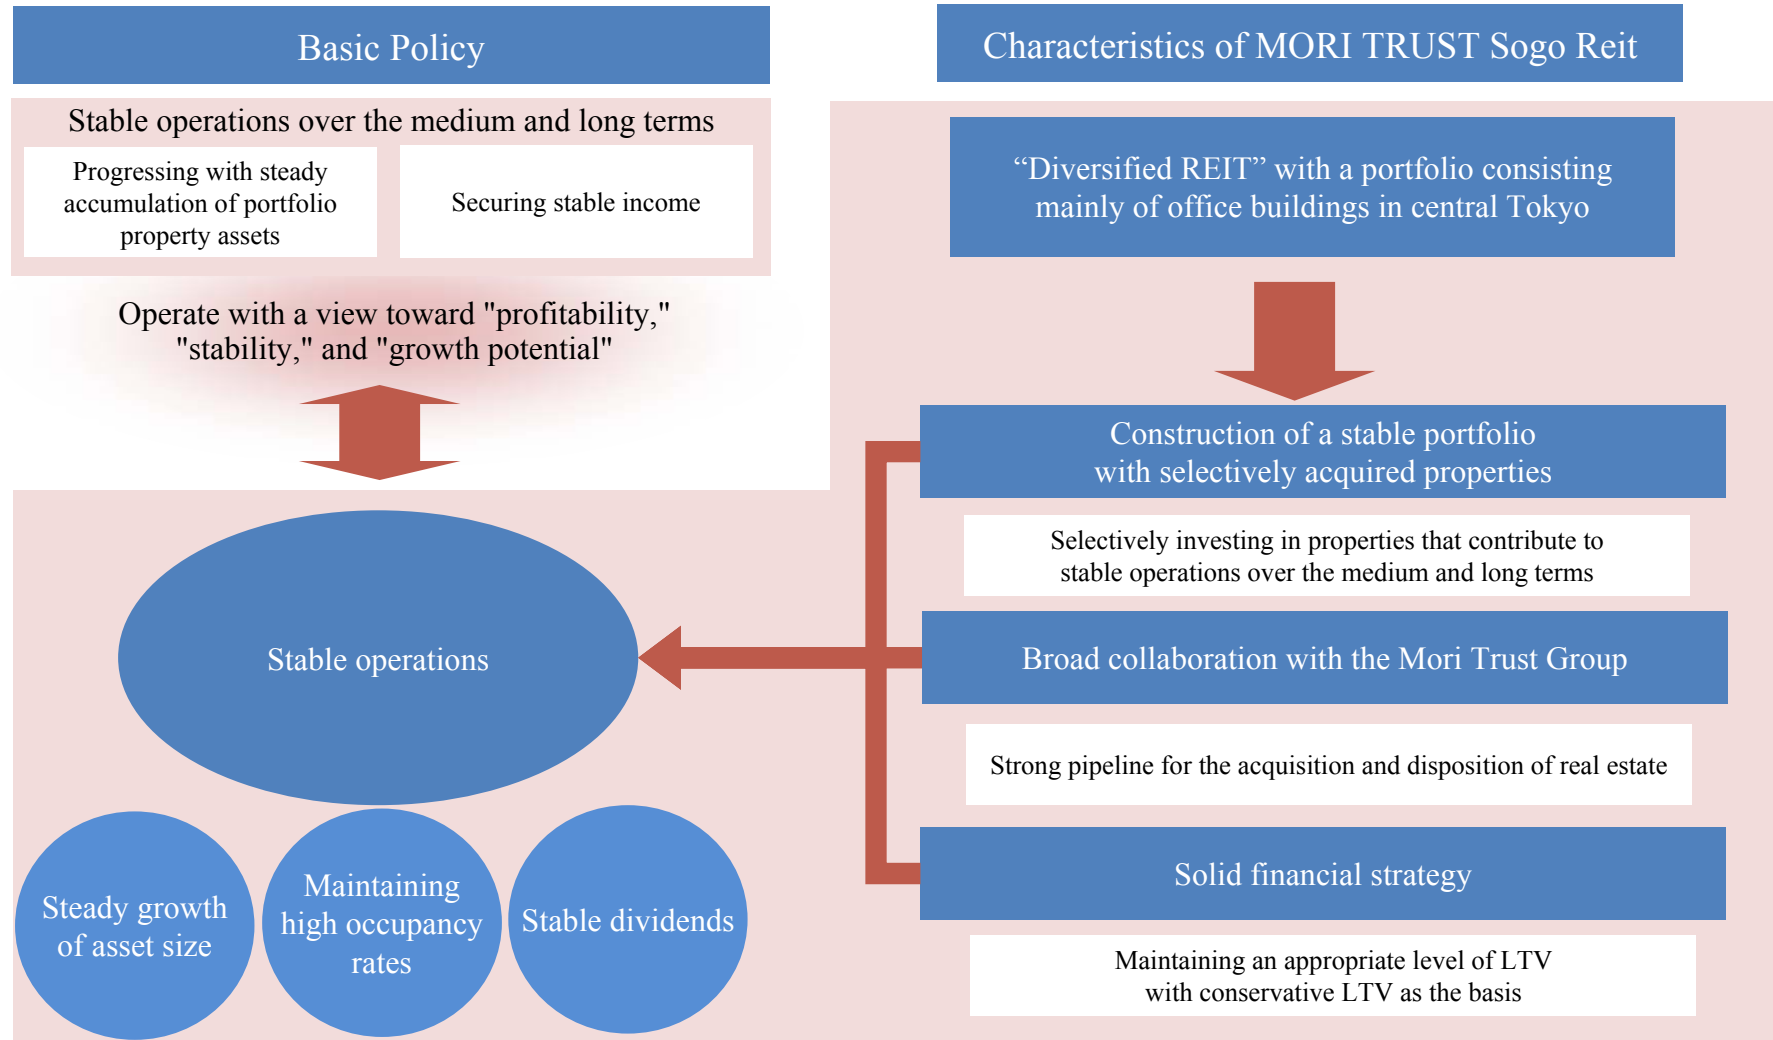 Basic Policy
Stable operations over the medium and long terms
Progressing with steady
accumulation of portfolio
property assets
Securing stable income
Operate with a view toward "profitability,"
"stability," and "growth potential"
Stable operations
Steady growth
of asset size
Maintaining
high occupancy
rates
Stable dividends
Characteristics of MORI TRUST Sogo Reit
“Diversified REIT” with a portfolio consisting
mainly of office buildings in central Tokyo
Construction of a stable portfolio
with selectively acquired properties
Selectively investing in properties that contribute to
stable operations over the medium and long terms
Broad collaboration with the Mori Trust Group
Strong pipeline for the acquisition and disposition of real estate
Solid financial strategy
Maintaining an appropriate level of LTV
with conservative LTV as the basis